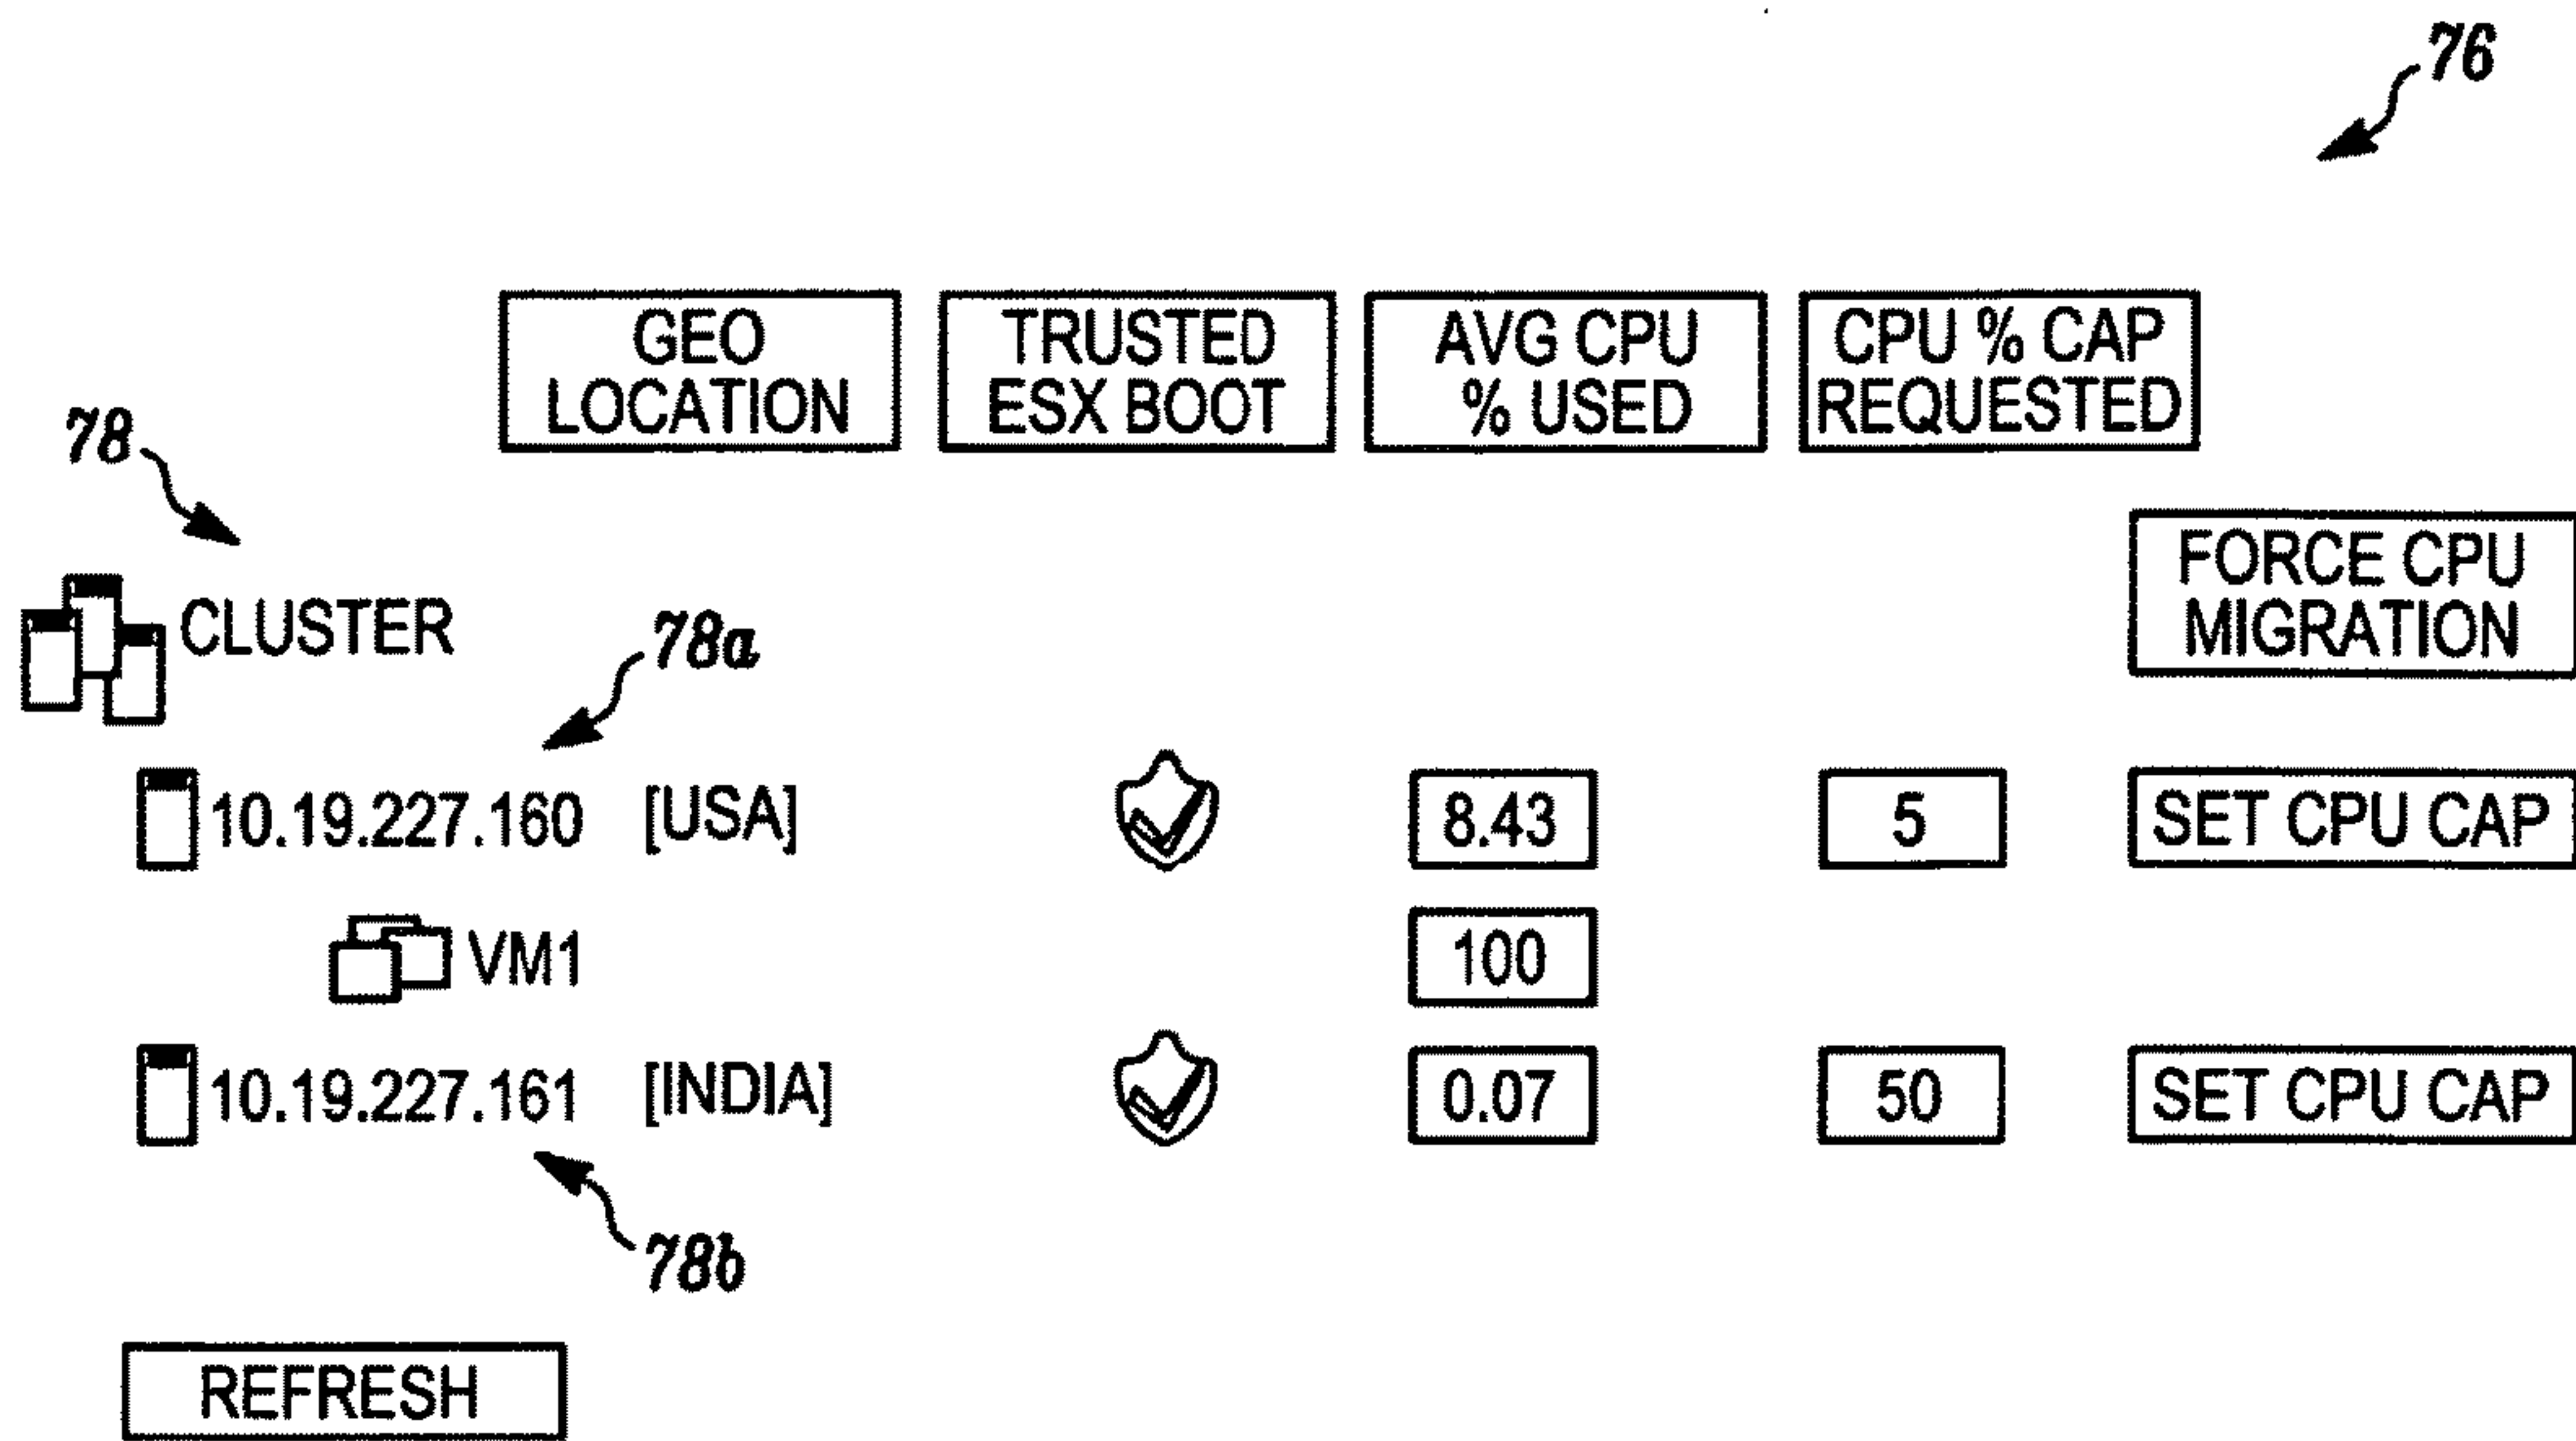 76
GEO LOCATION
TRUSTED ESX BOOT
AVG CPU % USED
CPU % CAP REQUESTED
78
CLUSTER
FORCE CPU MIGRATION
78a
10.19.227.160 [USA] 8.43 5 SET CPU CAP
VM1 100
10.19.227.161 [INDIA] 0.07 50 SET CPU CAP
78b
REFRESH